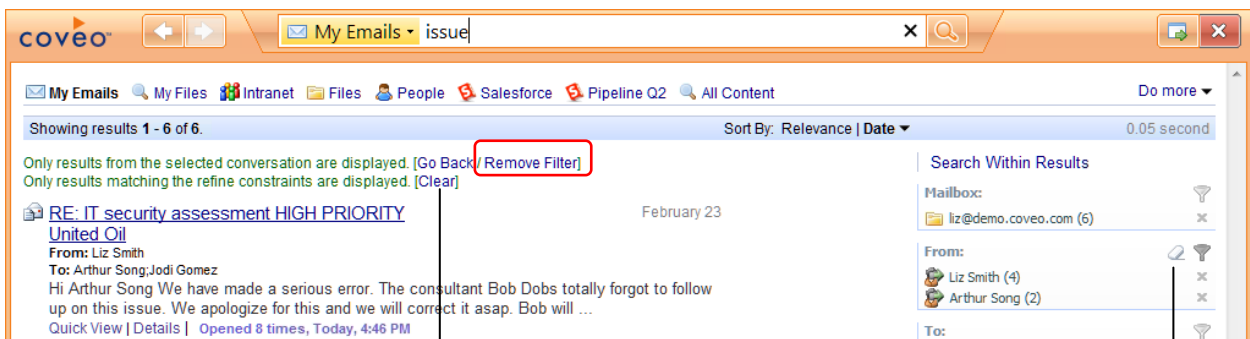 coveo™
My Emails issue
My Emails My Files Intranet Files People Salesforce Pipeline Q2 All Content Do more
Showing results 1 - 6 of 6. Sort By: Relevance | Date 0.05 second
Only results from the selected conversation are displayed. [Go Back / Remove Filter]
Only results matching the refine constraints are displayed. [Clear]
RE: IT security assessment HIGH PRIORITY February 23
United Oil
From: Liz Smith
To: Arthur Song;Jodi Gomez
Hi Arthur Song We have made a serious error. The consultant Bob Dobs totally forgot to follow
up on this issue. We apologize for this and we will correct it asap. Bob will ...
Quick View | Details | Opened 8 times, Today, 4:46 PM
Search Within Results
Mailbox:
liz@demo.coveo.com (6)
From:
Liz Smith (4)
Arthur Song (2)
To: